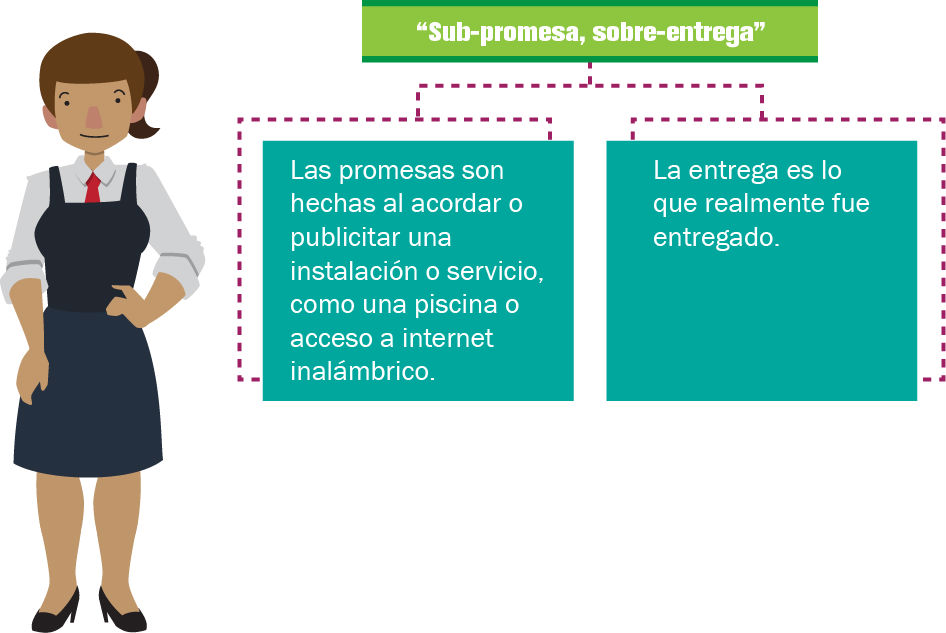 “Sub-promesa, sobre-entrega”
Las promesas son
hechas al acordar o
publicitar una
instalación o servicio,
como una piscina o
acceso a internet
inalámbrico.
La entrega es lo
que realmente fue
entregado.